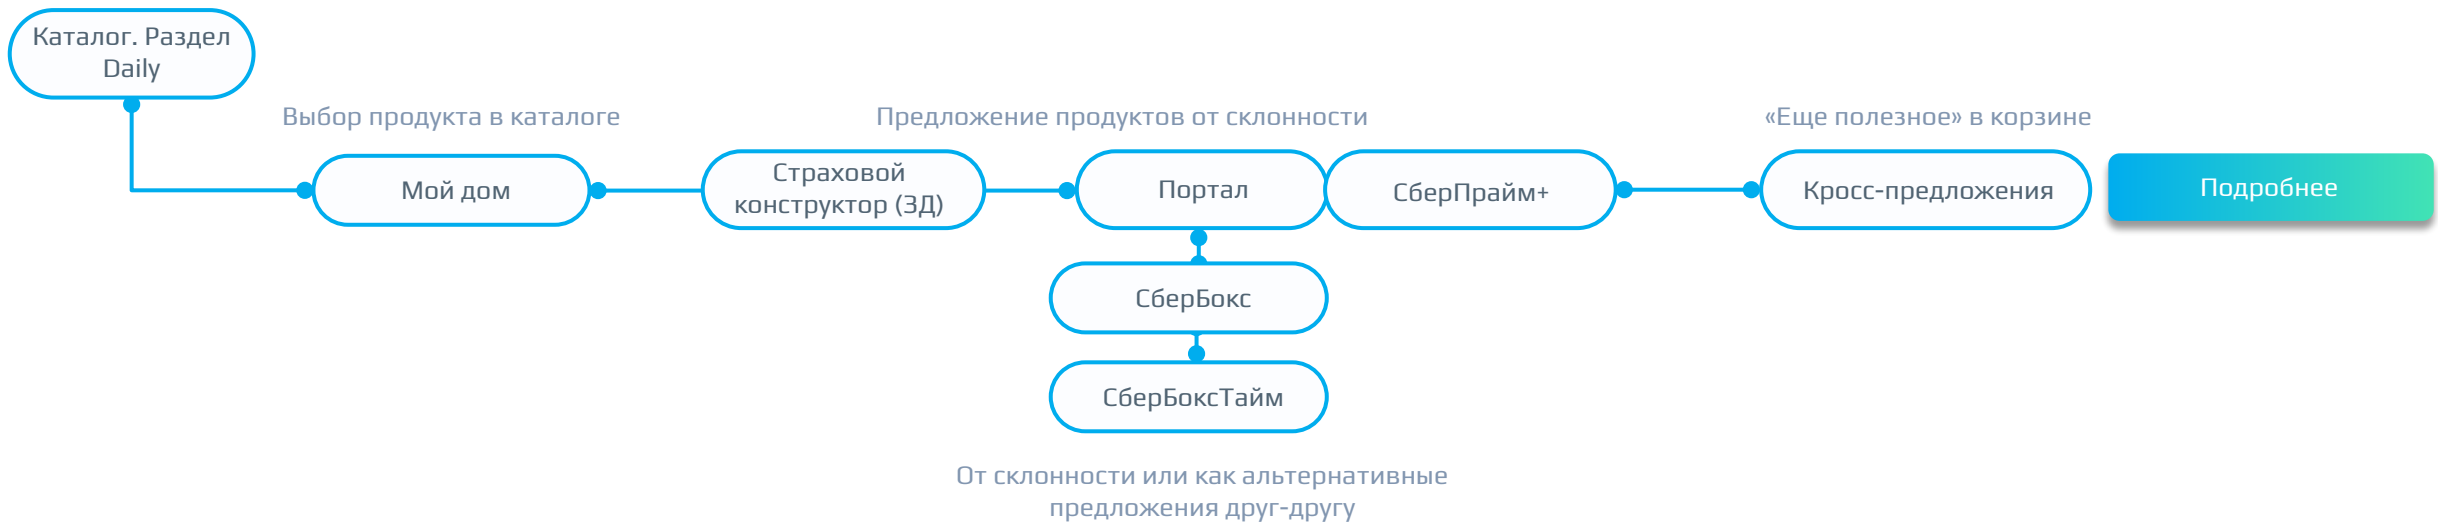 Каталог. Раздел
Daily
Выбор продукта в каталоге
Предложение продуктов от склонности
«Еще полезное» в корзине
Мой дом
Страховой
конструктор (ЗД)
Портал
СберПрайм+
Кросс-предложения
Подробнее
СберБокс
СберБоксТайм
От склонности или как альтернативные
предложения друг-другу